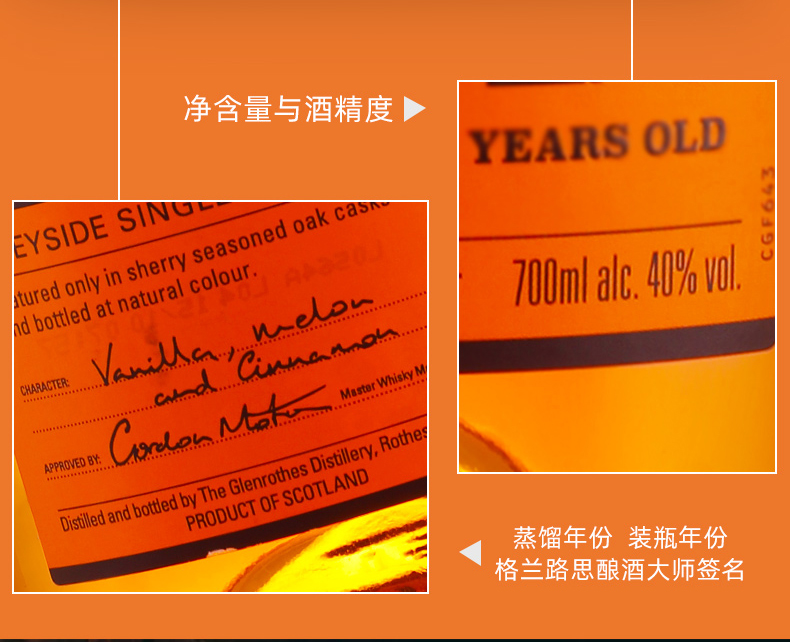 净含量与酒精度
YEARS OLD
CGF643
700ml alc. 40% vol.
EYSIDE SINGLE
atured only in sherry seasoned oak casks
nd bottled at natural colour.
CHARACTER: Vanilla, melon
and Cinnamon
APPROVED BY: Gordon Motion Master Whisky M
Distilled and bottled by The Glenrothes Distillery, Rothes
PRODUCT OF SCOTLAND
蒸馏年份 装瓶年份
格兰路思酿酒大师签名